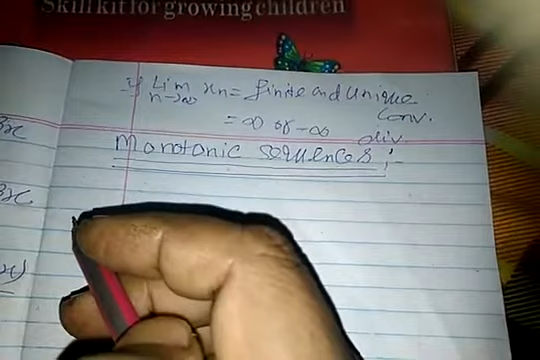 Skill kit for growing children
If Lim xn = finite and unique
n→∞ Conv.
= ∞ or -∞ div.
Monotonic sequences :-